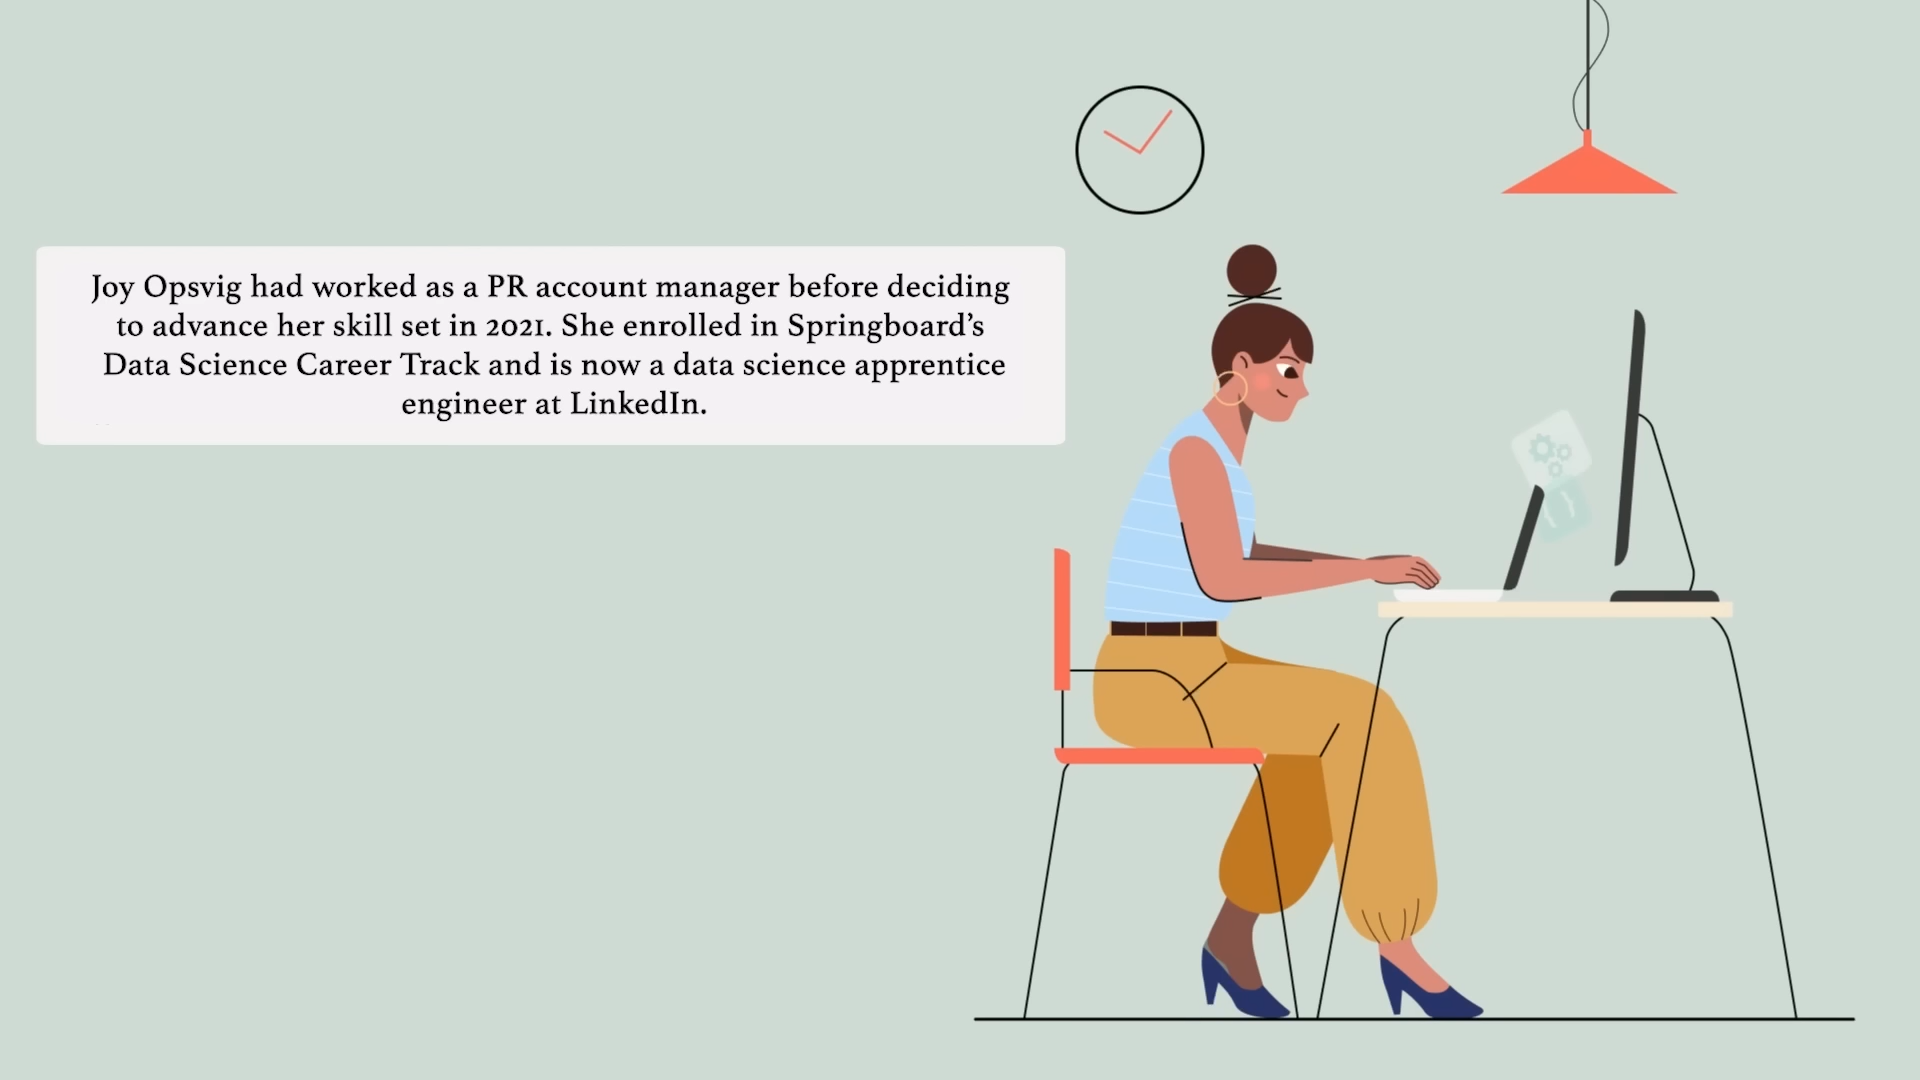 Joy Opsvig had worked as a PR account manager before deciding
to advance her skill set in 2021. She enrolled in Springboard’s
Data Science Career Track and is now a data science apprentice
engineer at LinkedIn.